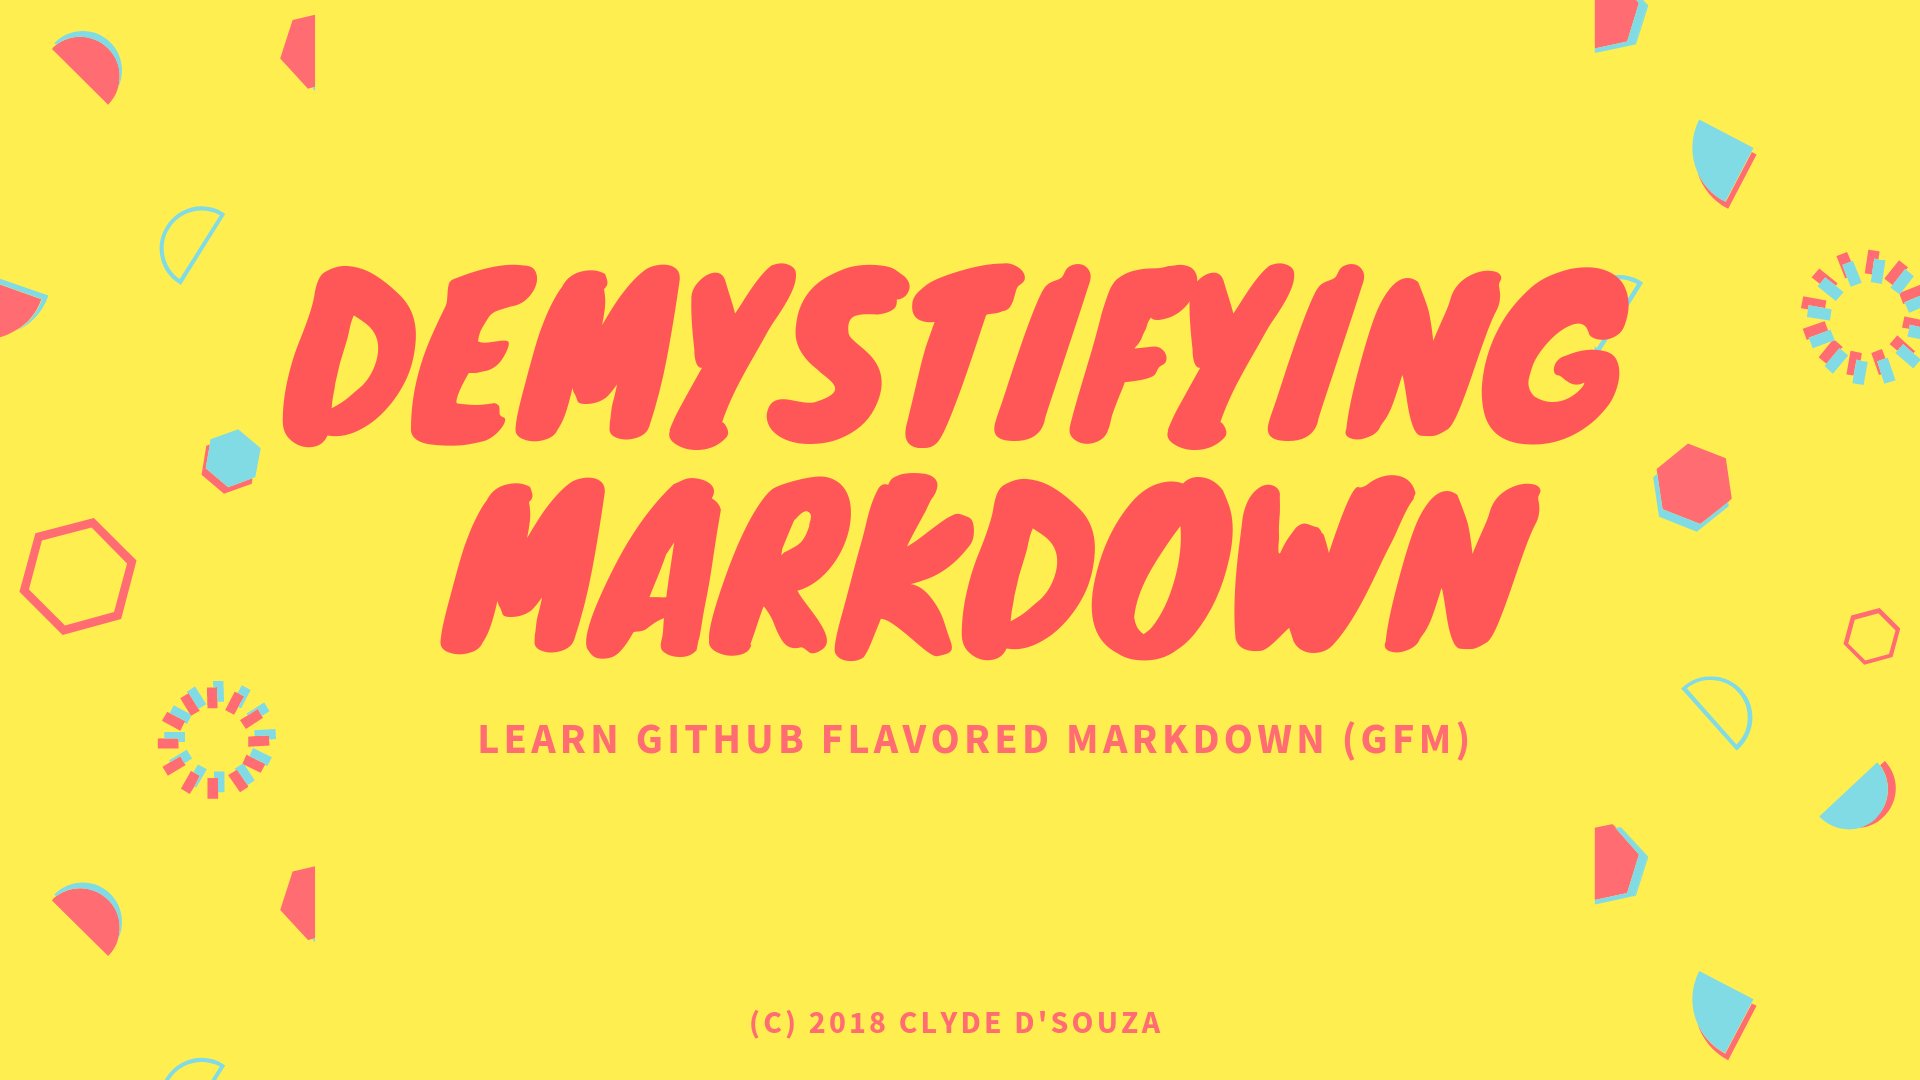 DEMYSTIFYING
MARKDOWN
LEARN GITHUB FLAVORED MARKDOWN (GFM)
(C) 2018 CLYDE D'SOUZA